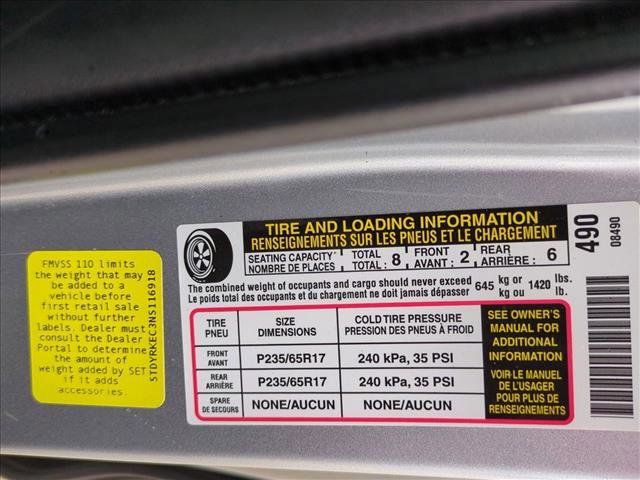 FMVSS 110 limits
the weight that may
be added to a
vehicle before
first retail sale
without further
labels. Dealer must
consult the Dealer
Portal to determine
the amount of
weight added by SET
if it adds
accessories.
5TDYRKEC3NS116918
TIRE AND LOADING INFORMATION
RENSEIGNEMENTS SUR LES PNEUS ET LE CHARGEMENT
SEATING CAPACITY TOTAL FRONT REAR
NOMBRE DE PLACES TOTAL : 8 AVANT : 2 ARRIÈRE : 6
The combined weight of occupants and cargo should never exceed 645 kg or 1420 lbs.
Le poids total des occupants et du chargement ne doit jamais dépasser kg ou lb.
TIRE SIZE COLD TIRE PRESSURE
PNEU DIMENSIONS PRESSION DES PNEUS À FROID
FRONT
AVANT P235/65R17 240 kPa, 35 PSI
REAR
ARRIÈRE P235/65R17 240 kPa, 35 PSI
SPARE
DE SECOURS NONE/AUCUN NONE/AUCUN
SEE OWNER'S
MANUAL FOR
ADDITIONAL
INFORMATION
VOIR LE MANUEL
DE L'USAGER
POUR PLUS DE
RENSEIGNEMENTS
490
08490